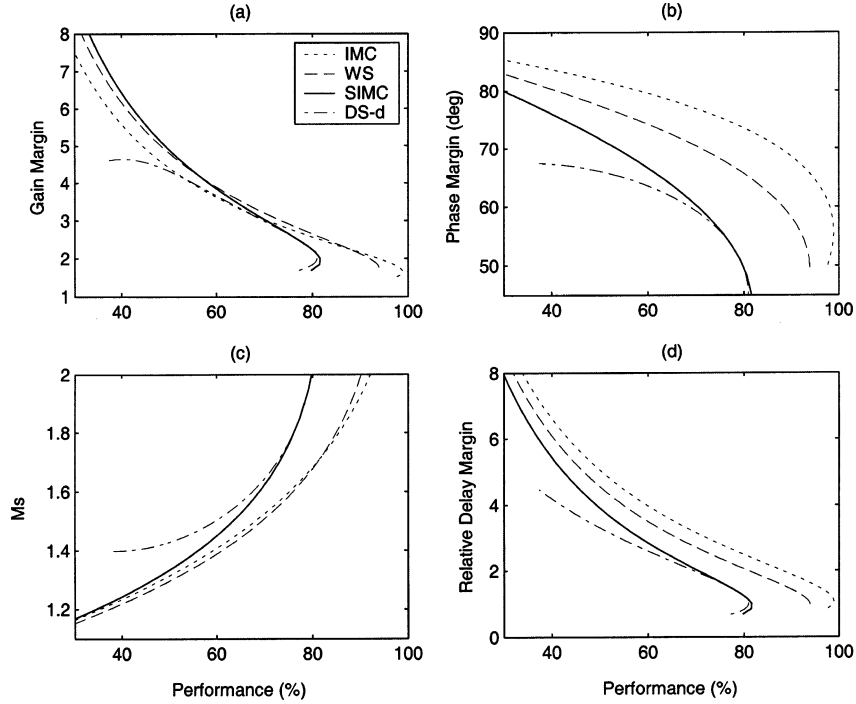 (a)
8
7
6
5
4
3
2
1
Gain Margin
IMC
WS
SIMC
DS-d
40
60
80
100
(b)
90
80
70
60
50
Phase Margin (deg)
40
60
80
100
(c)
2
1.8
1.6
1.4
1.2
Ms
40
60
80
100
Performance (%)
(d)
8
6
4
2
0
Relative Delay Margin
40
60
80
100
Performance (%)